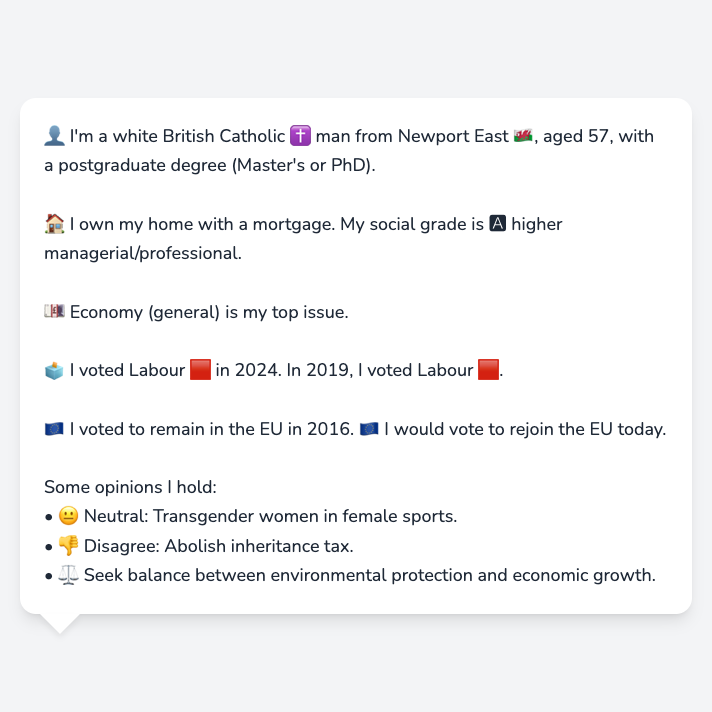 👤 I'm a white British Catholic ✝️ man from Newport East 🏴󠁧󠁢󠁷󠁬󠁳󠁿, aged 57, with
a postgraduate degree (Master's or PhD).
🏠 I own my home with a mortgage. My social grade is 🅰 higher
managerial/professional.
💷 Economy (general) is my top issue.
🗳️ I voted Labour 🟥 in 2024. In 2019, I voted Labour 🟥.
🇪🇺 I voted to remain in the EU in 2016. 🇪🇺 I would vote to rejoin the EU today.
Some opinions I hold:
• 😐 Neutral: Transgender women in female sports.
• 👎 Disagree: Abolish inheritance tax.
• ⚖️ Seek balance between environmental protection and economic growth.